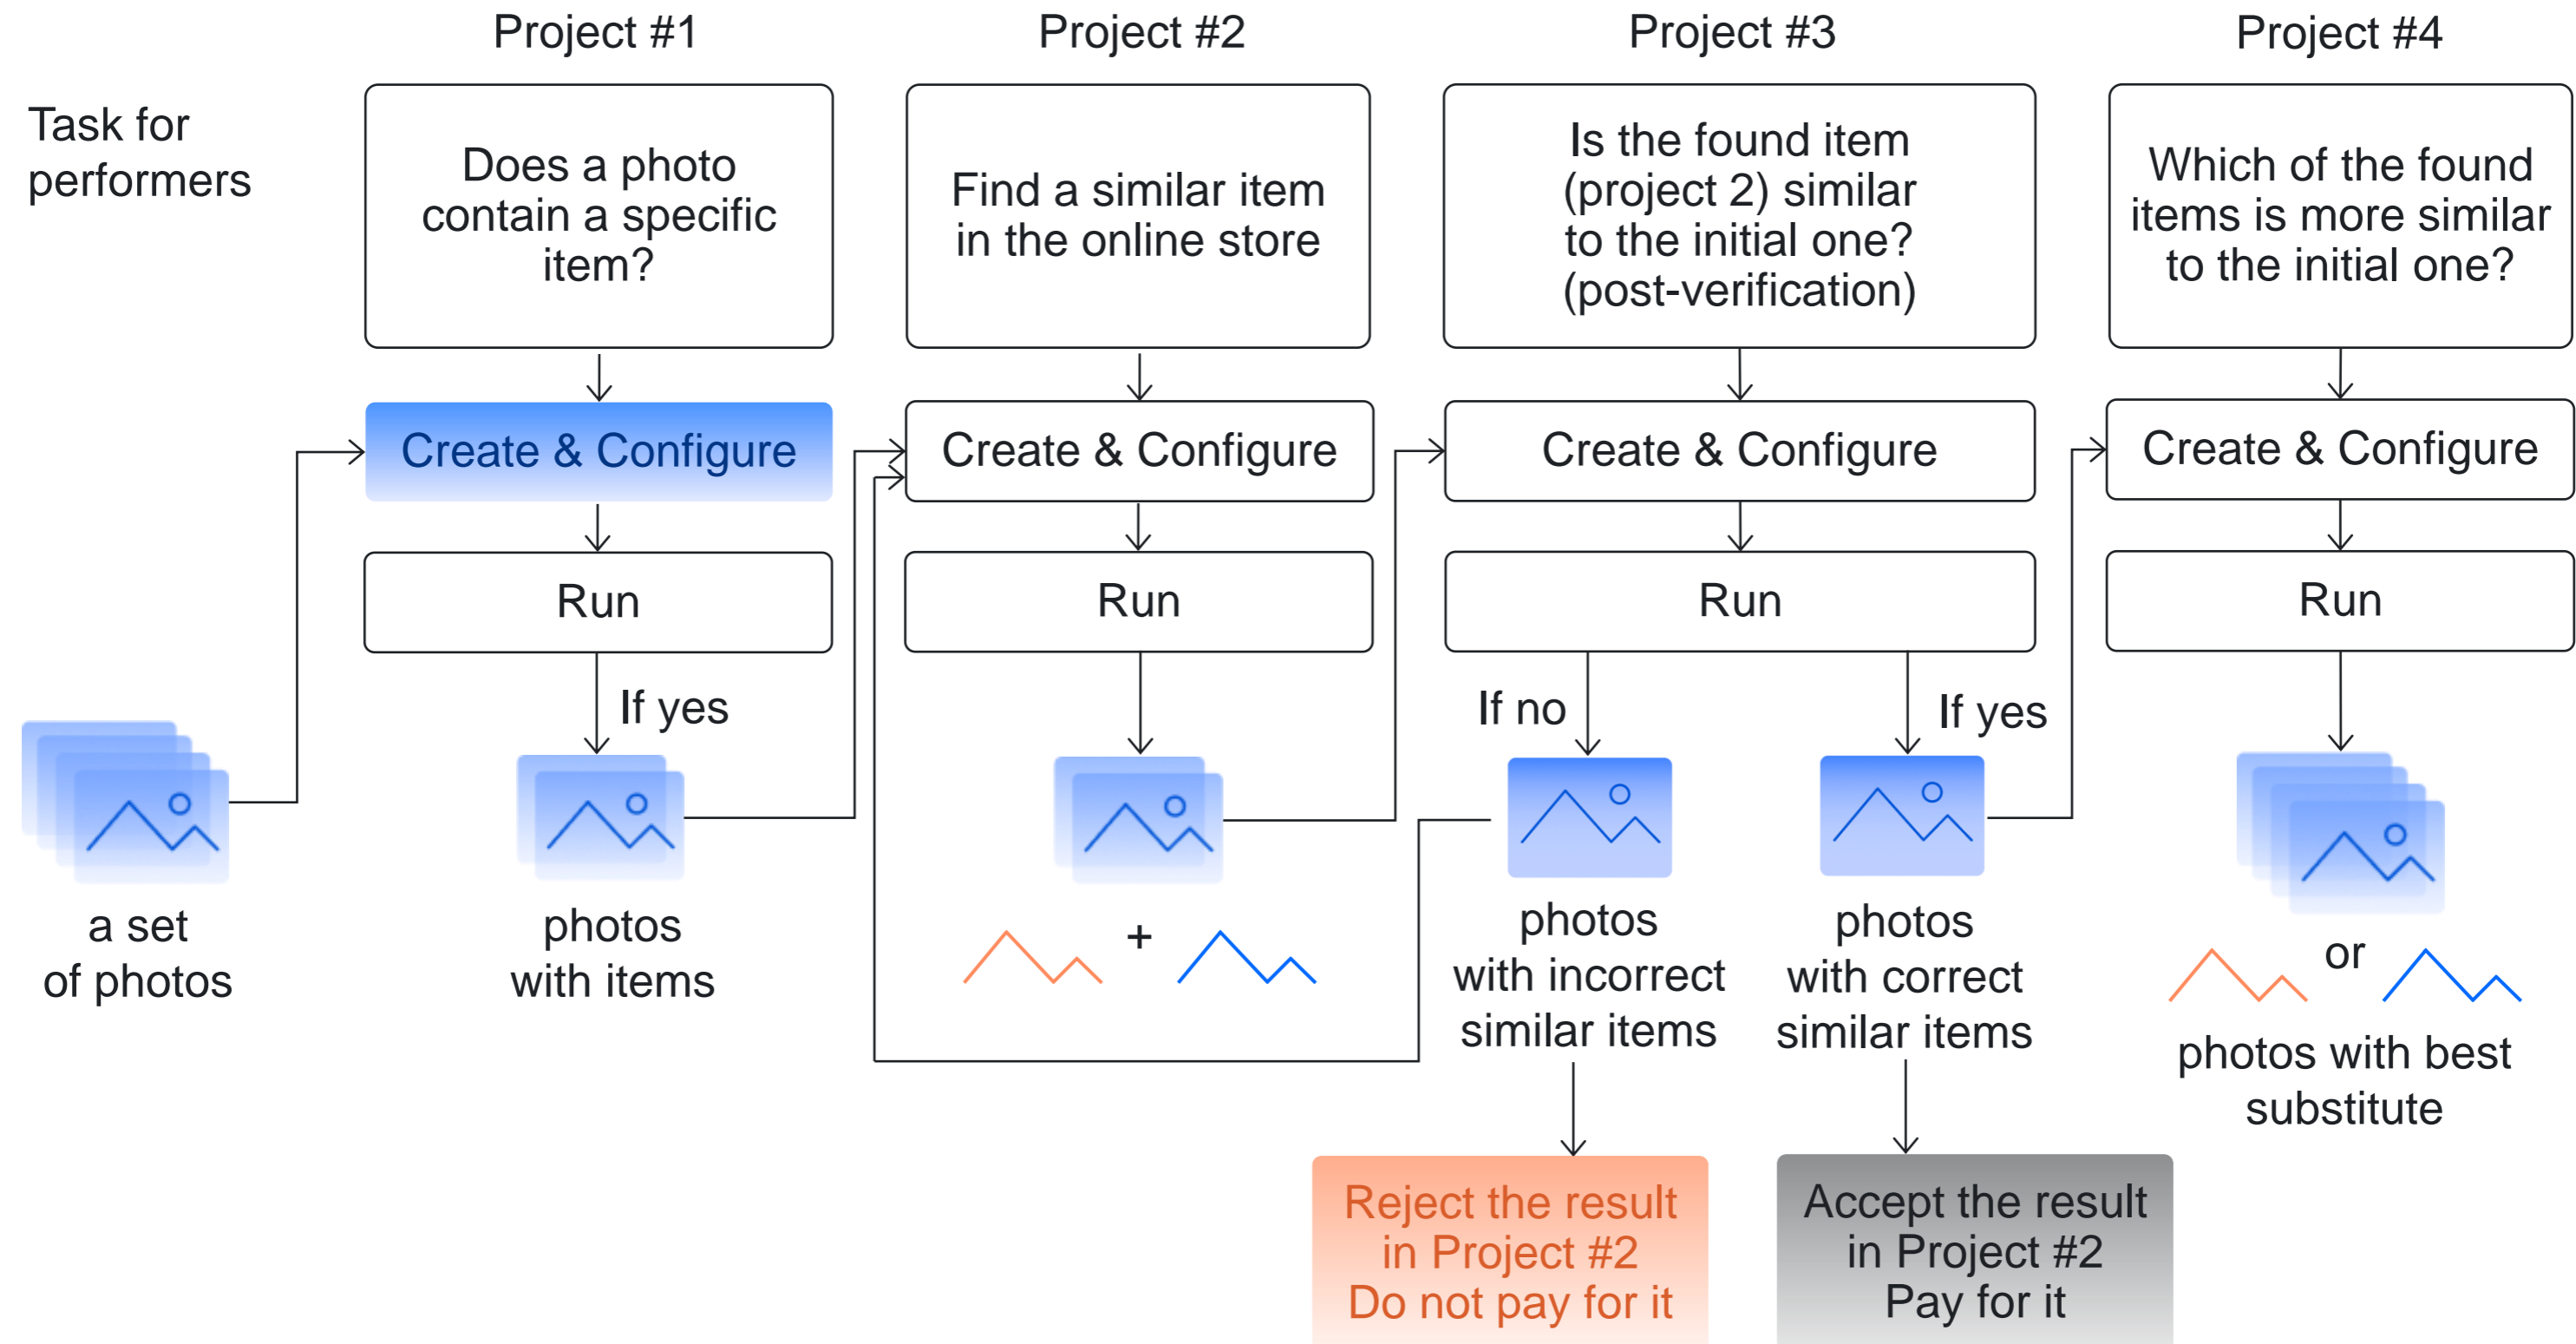 Project #1
Project #2
Project #3
Project #4
Task for
performers
Does a photo
contain a specific
item?
Find a similar item
in the online store
Is the found item
(project 2) similar
to the initial one?
(post-verification)
Which of the found
items is more similar
to the initial one?
Create & Configure
Create & Configure
Create & Configure
Create & Configure
Run
Run
Run
Run
If yes
If no
If yes
a set
of photos
photos
with items
+
photos
with incorrect
similar items
photos
with correct
similar items
or
photos with best
substitute
Reject the result
in Project #2
Do not pay for it
Accept the result
in Project #2
Pay for it